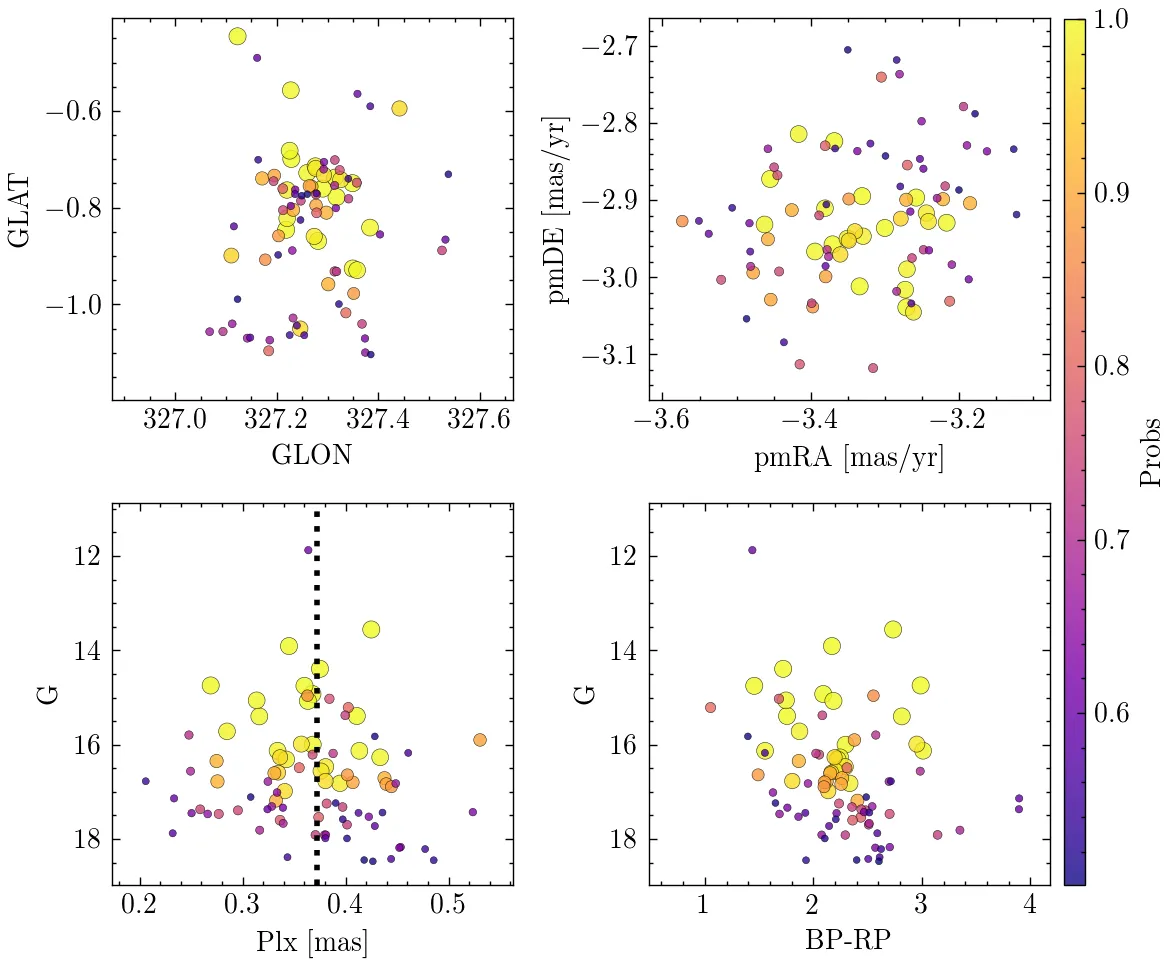 −0.6
−0.8
−1.0
GLAT
327.0 327.2 327.4 327.6
GLON
−2.7
−2.8
−2.9
−3.0
−3.1
pmDE [mas/yr]
−3.6 −3.4 −3.2
pmRA [mas/yr]
12
14
16
18
G
0.2 0.3 0.4 0.5
Plx [mas]
12
14
16
18
G
1 2 3 4
BP-RP
1.0
0.9
0.8
0.7
0.6
Probs